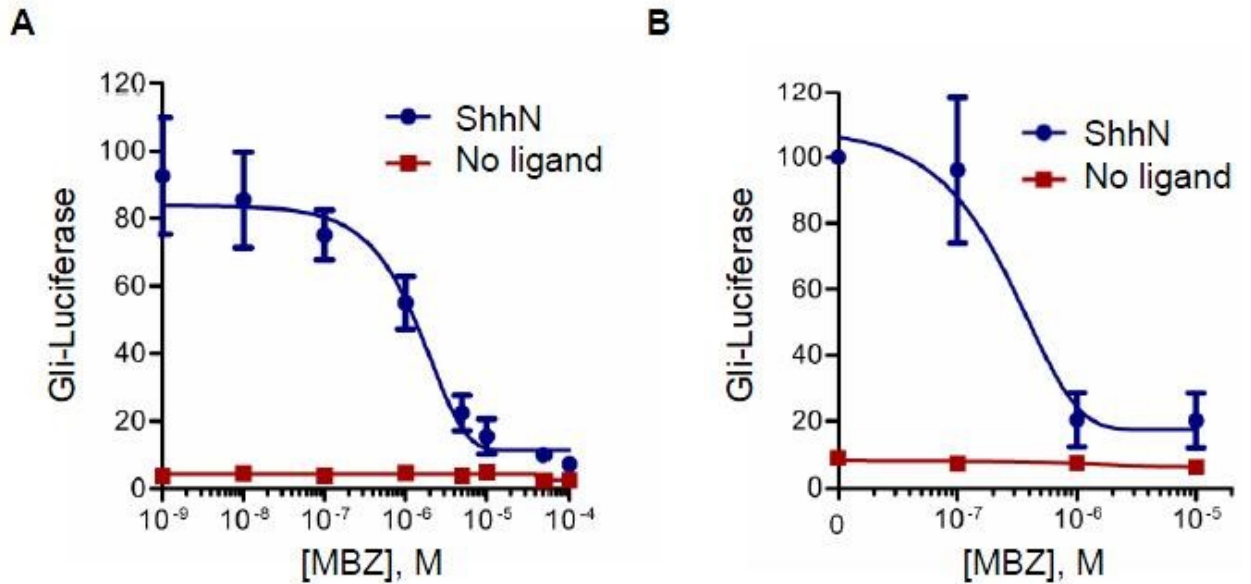 A
Gli-Luciferase
120
100
80
60
40
20
0
ShhN
No ligand
10⁻⁹ 10⁻⁸ 10⁻⁷ 10⁻⁶ 10⁻⁵ 10⁻⁴
[MBZ], M
B
Gli-Luciferase
120
100
80
60
40
20
0
ShhN
No ligand
0 10⁻⁷ 10⁻⁶ 10⁻⁵
[MBZ], M